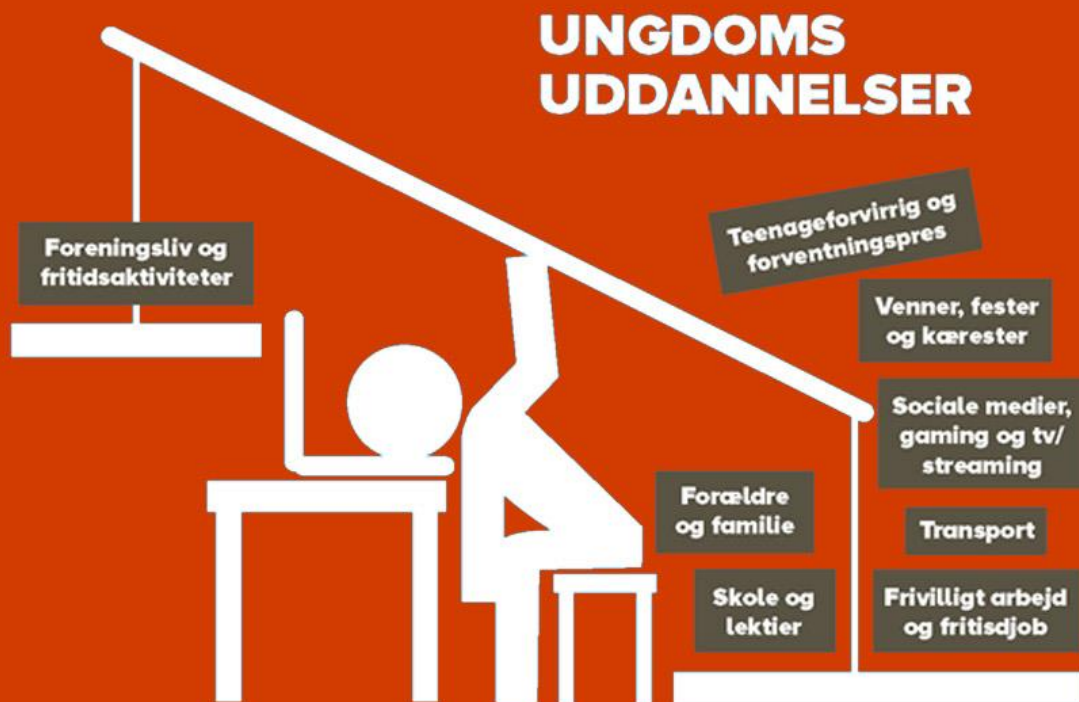 UNGDOMS
UDDANNELSER
Foreningsliv og
fritidsaktiviteter
Teenageforvirrig og
forventningspres
Venner, fester
og kærester
Sociale medier,
gaming og tv/
streaming
Forældre
og familie
Transport
Skole og
lektier
Frivilligt arbejd
og fritisdjob